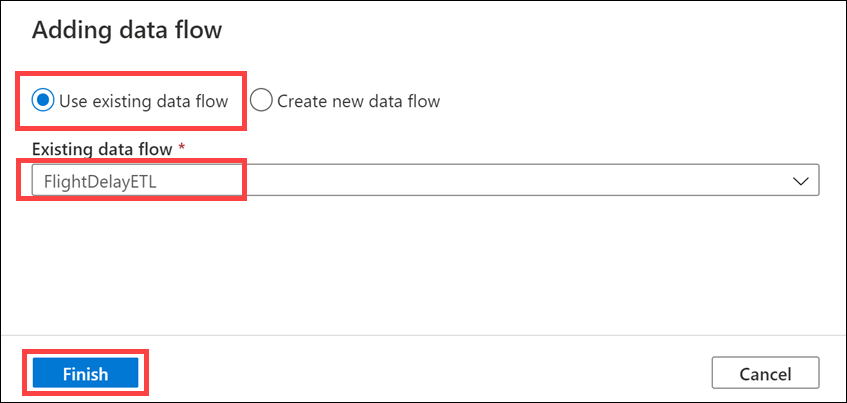 Adding data flow
Use existing data flow Create new data flow
Existing data flow *
FlightDelayETL
Finish Cancel